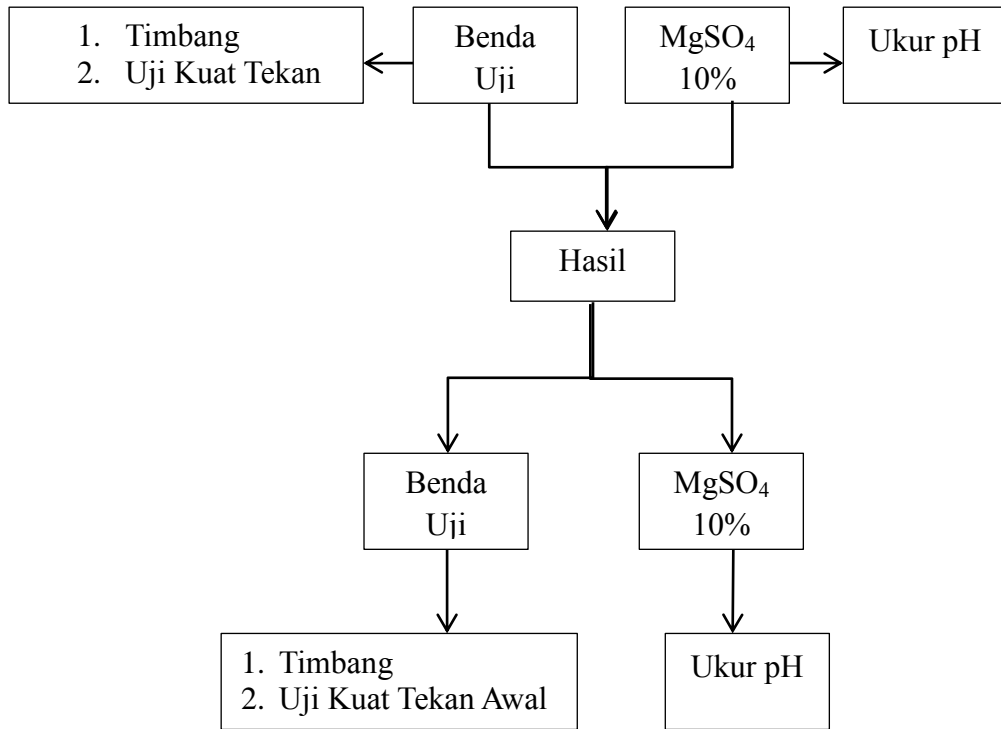 1. Timbang
2. Uji Kuat Tekan
Benda
Uji
MgSO₄
10%
Ukur pH
Hasil
Benda
Uji
MgSO₄
10%
1. Timbang
2. Uji Kuat Tekan Awal
Ukur pH